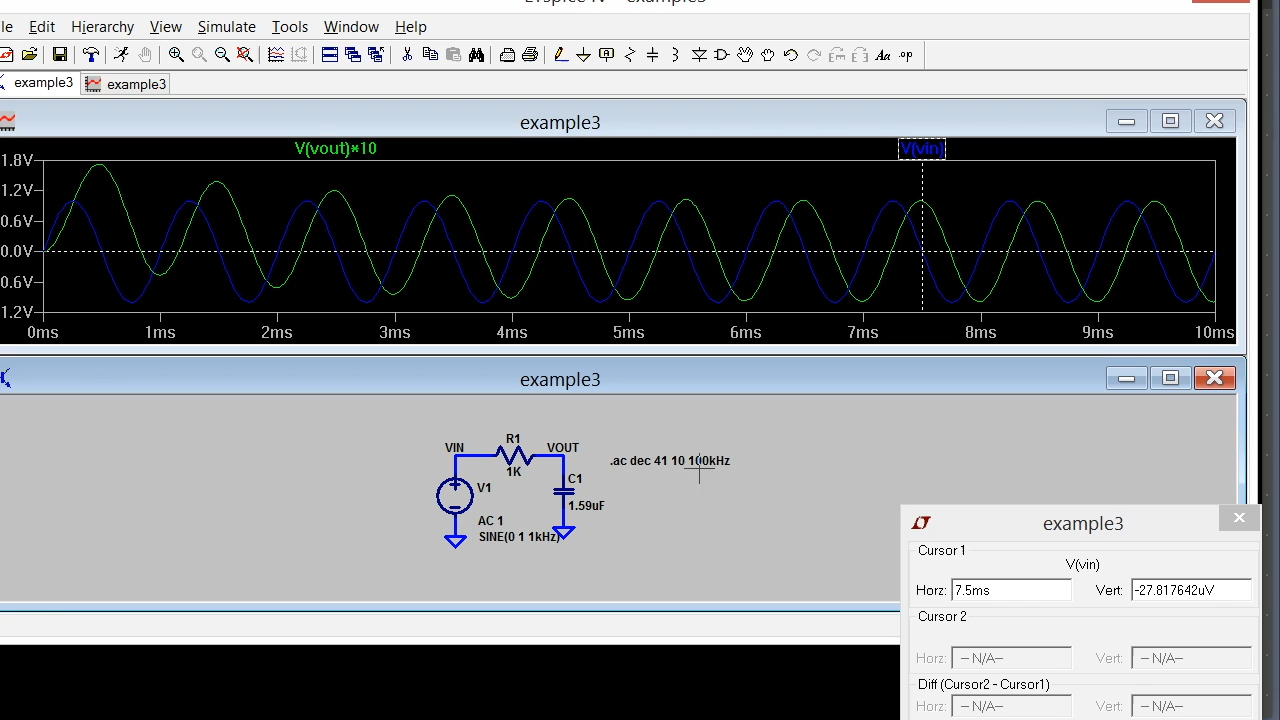 Edit Hierarchy View Simulate Tools Window Help
Aa .op
example3 example3
example3
V(vout)*10 V(vin)
1.8V
1.2V
0.6V
0.0V
0.6V
1.2V
0ms 1ms 2ms 3ms 4ms 5ms 6ms 7ms 8ms 9ms 10ms
example3
R1
VIN VOUT
.ac dec 41 10 100kHz
1K
C1
V1
1.59uF
AC 1
SINE(0 1 1kHz)
example3
Cursor 1
V(vin)
Horz: 7.5ms Vert: -27.817642uV
Cursor 2
Horz: -- N/A-- Vert: -- N/A--
Diff (Cursor2 - Cursor1)
Horz: -- N/A-- Vert: -- N/A--